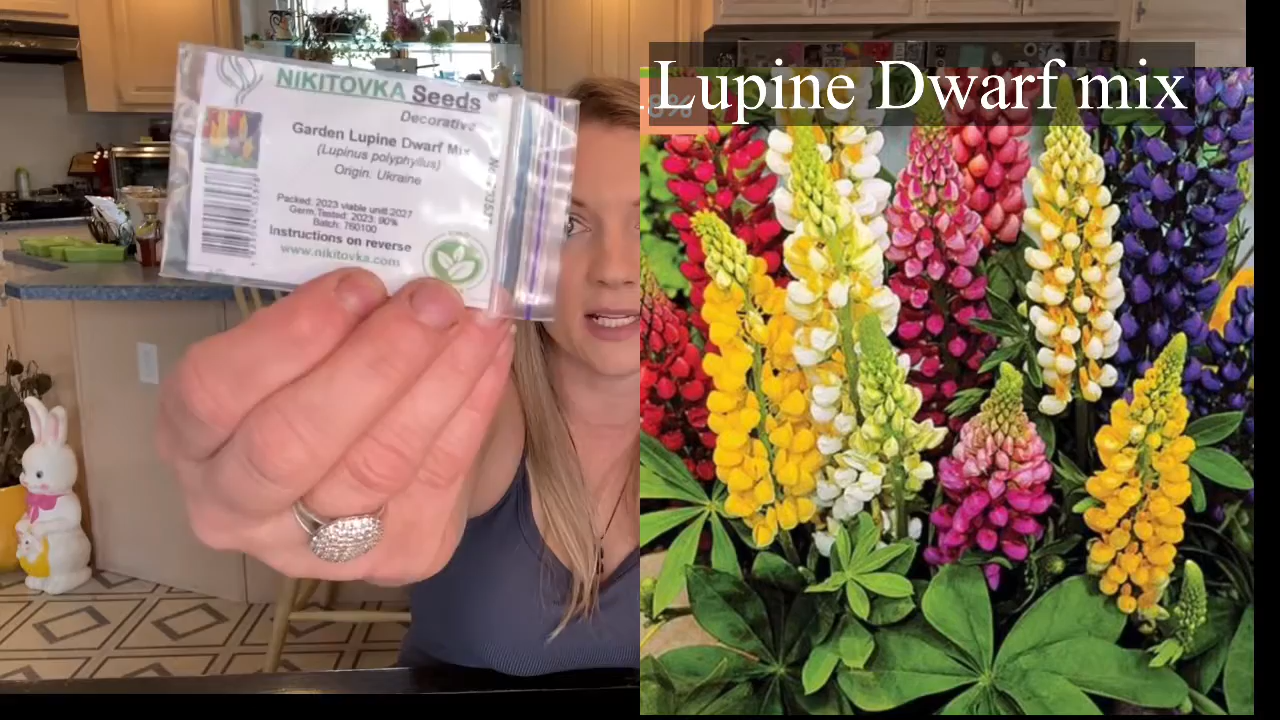 NIKITOVKA Seeds ®
Decorative
Garden Lupine Dwarf Mix
(Lupinus polyphyllus)
Origin: Ukraine
Packed: 2023 viable until:2027
Germ,Tested: 2023: 90%
Batch: 760100
Instructions on reverse
www.nikitovka.com
Lupine Dwarf mix
8%